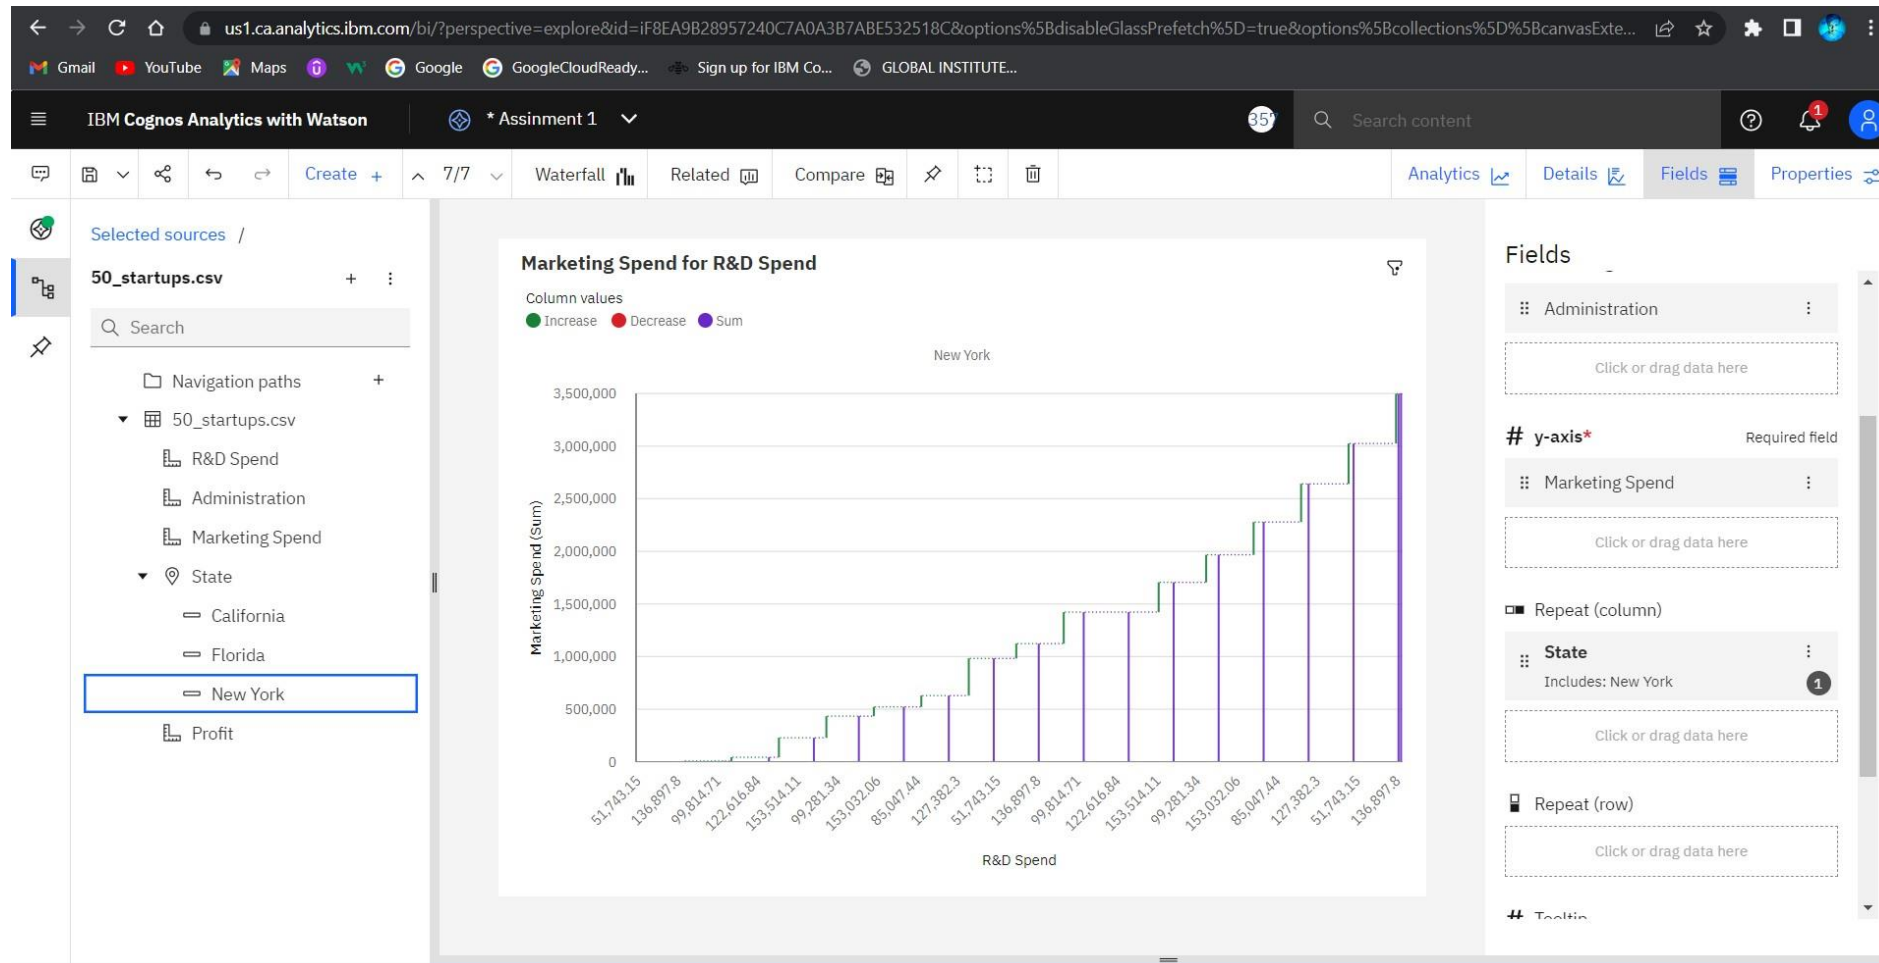 us1.ca.analytics.ibm.com/bi/?perspective=explore&id=iF8EA9B28957240C7A0A3B7ABE532518C&options%5BdisableGlassPrefetch%5D=true&options%5Bcollections%5D%5BcanvasExte...
Gmail YouTube Maps Google GoogleCloudReady... Sign up for IBM Co... GLOBAL INSTITUTE...
IBM Cognos Analytics with Watson * Assinment 1 357 Search content 1
Create + 7/7 Waterfall Related Compare Analytics Details Fields Properties
Selected sources /
50_startups.csv
Search
Navigation paths
50_startups.csv
R&D Spend
Administration
Marketing Spend
State
California
Florida
New York
Profit
Marketing Spend for R&D Spend
Column values
Increase Decrease Sum
New York
Marketing Spend (Sum)
3,500,000
3,000,000
2,500,000
2,000,000
1,500,000
1,000,000
500,000
0
51,743.15 136,897.8 99,814.71 122,616.84 153,514.11 99,281.34 153,032.06 85,047.44 127,382.3 51,743.15 136,897.8 99,814.71 122,616.84 153,514.11 99,281.34 153,032.06 85,047.44 127,382.3 51,743.15 136,897.8
R&D Spend
Fields
Administration
Click or drag data here
# y-axis* Required field
Marketing Spend
Click or drag data here
Repeat (column)
State
Includes: New York 1
Click or drag data here
Repeat (row)
Click or drag data here
# Tooltip